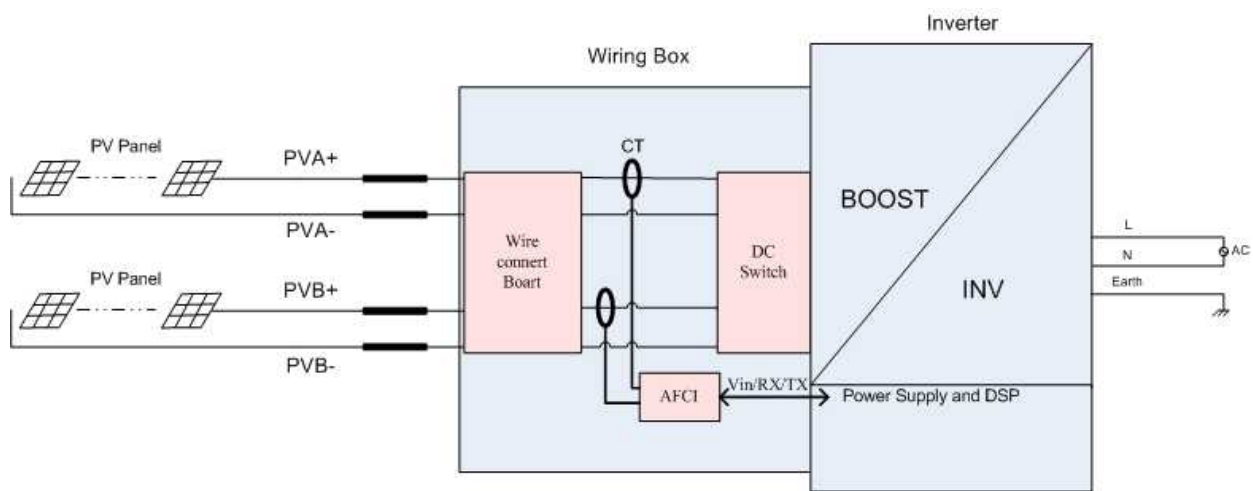 Inverter
Wiring Box
PV Panel
PVA+
CT
PVA-
BOOST
Wire
connert
Boart
DC
Switch
L
AC
N
PV Panel
PVB+
INV
Earth
PVB-
AFCI
Vin/RX/TX
Power Supply and DSP